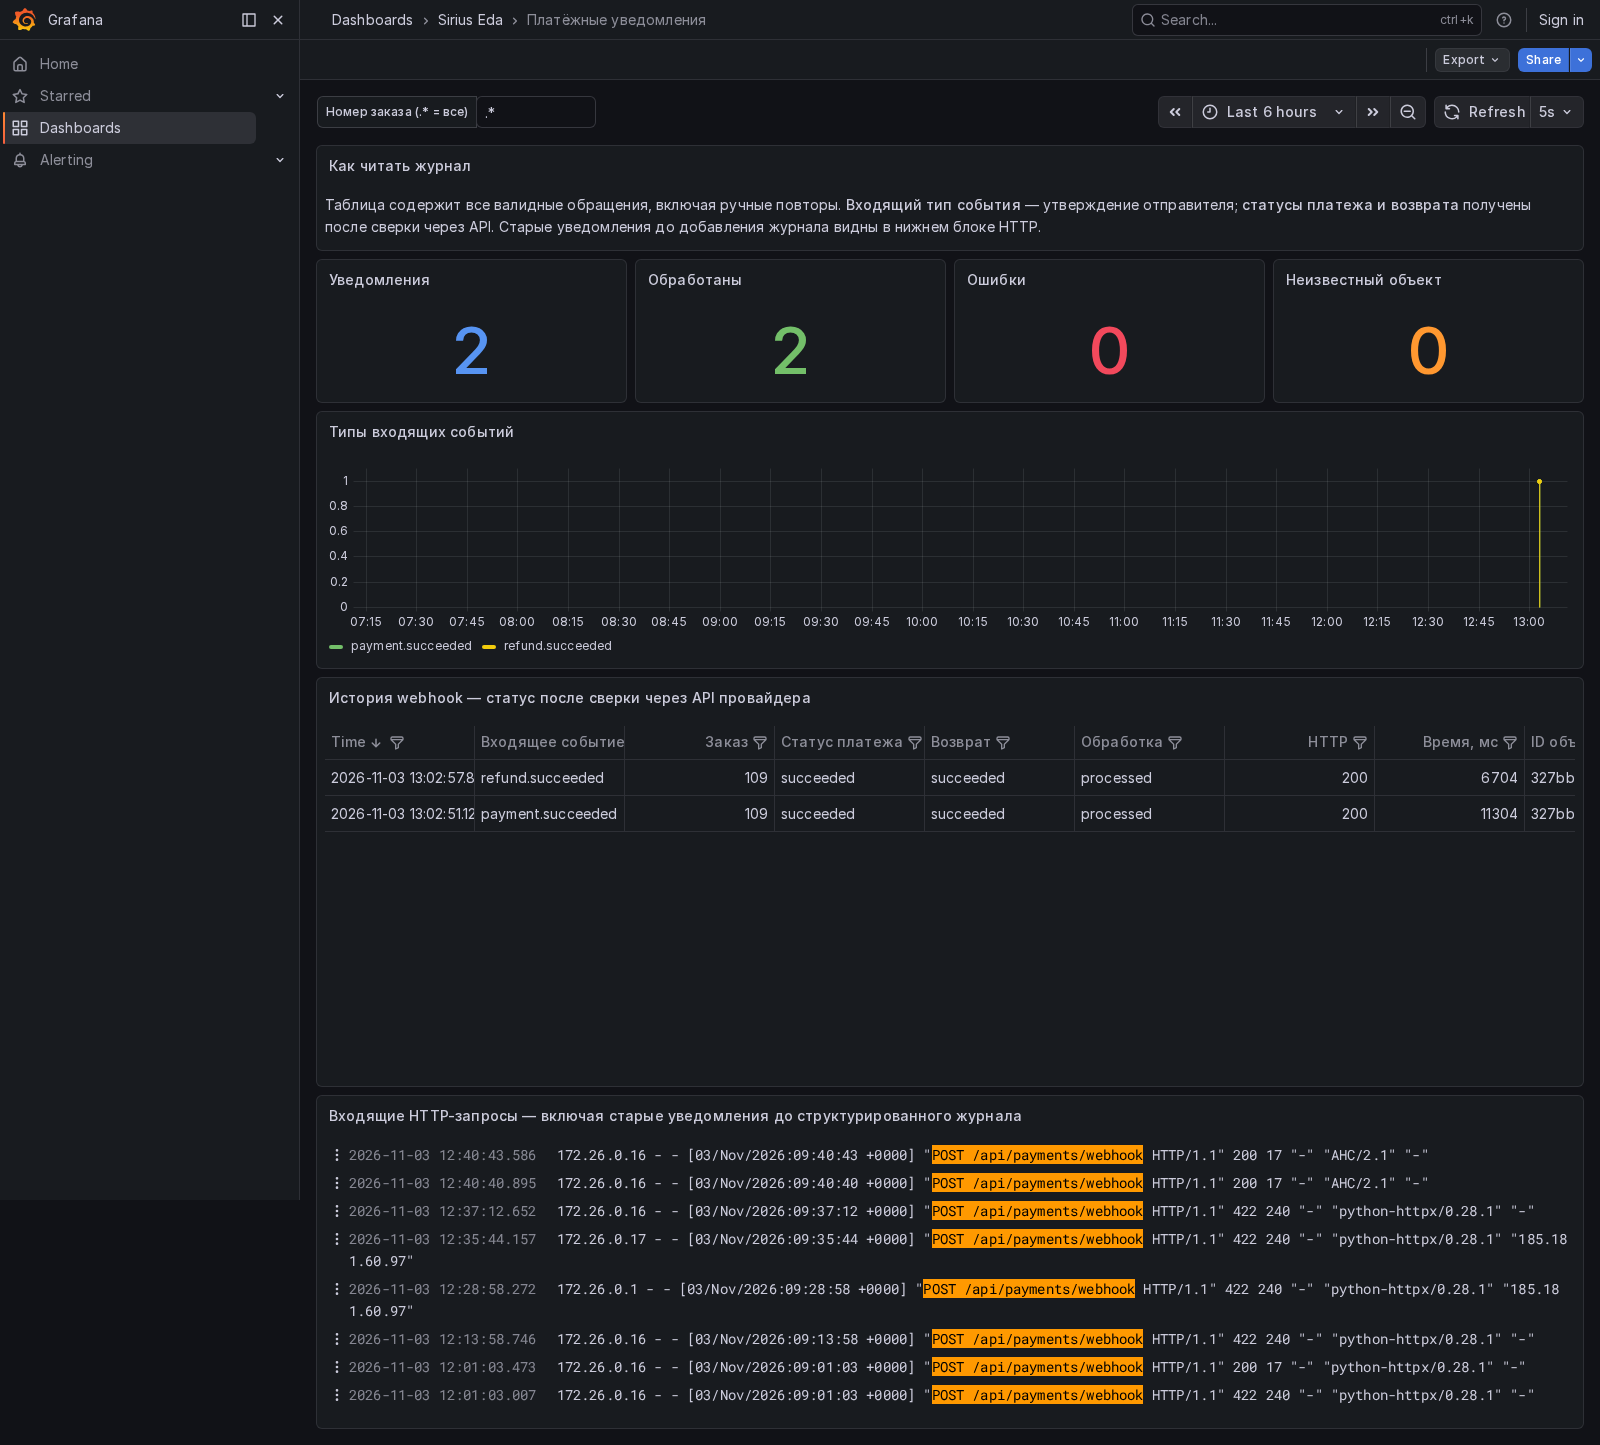 Grafana
Dashboards › Sirius Eda › Платёжные уведомления
Search... ctrl+k
Sign in
Home
Starred
Dashboards
Alerting
Export
Share
Номер заказа (.* = все) .*
Last 6 hours
Refresh 5s
Как читать журнал
Таблица содержит все валидные обращения, включая ручные повторы. Входящий тип события — утверждение отправителя; статусы платежа и возврата получены
после сверки через API. Старые уведомления до добавления журнала видны в нижнем блоке HTTP.
Уведомления
2
Обработаны
2
Ошибки
0
Неизвестный объект
0
Типы входящих событий
1
0.8
0.6
0.4
0.2
0
07:15 07:30 07:45 08:00 08:15 08:30 08:45 09:00 09:15 09:30 09:45 10:00 10:15 10:30 10:45 11:00 11:15 11:30 11:45 12:00 12:15 12:30 12:45 13:00
payment.succeeded refund.succeeded
История webhook — статус после сверки через API провайдера
Time Входящее событие Заказ Статус платежа Возврат Обработка HTTP Время, мс ID объ
2026-11-03 13:02:57.8 refund.succeeded 109 succeeded succeeded processed 200 6704 327bb
2026-11-03 13:02:51.12 payment.succeeded 109 succeeded succeeded processed 200 11304 327bb
Входящие HTTP-запросы — включая старые уведомления до структурированного журнала
2026-11-03 12:40:43.586 172.26.0.16 - - [03/Nov/2026:09:40:43 +0000] "POST /api/payments/webhook HTTP/1.1" 200 17 "-" "AHC/2.1" "-"
2026-11-03 12:40:40.895 172.26.0.16 - - [03/Nov/2026:09:40:40 +0000] "POST /api/payments/webhook HTTP/1.1" 200 17 "-" "AHC/2.1" "-"
2026-11-03 12:37:12.652 172.26.0.16 - - [03/Nov/2026:09:37:12 +0000] "POST /api/payments/webhook HTTP/1.1" 422 240 "-" "python-httpx/0.28.1" "-"
2026-11-03 12:35:44.157 172.26.0.17 - - [03/Nov/2026:09:35:44 +0000] "POST /api/payments/webhook HTTP/1.1" 422 240 "-" "python-httpx/0.28.1" "185.18
1.60.97"
2026-11-03 12:28:58.272 172.26.0.1 - - [03/Nov/2026:09:28:58 +0000] "POST /api/payments/webhook HTTP/1.1" 422 240 "-" "python-httpx/0.28.1" "185.18
1.60.97"
2026-11-03 12:13:58.746 172.26.0.16 - - [03/Nov/2026:09:13:58 +0000] "POST /api/payments/webhook HTTP/1.1" 422 240 "-" "python-httpx/0.28.1" "-"
2026-11-03 12:01:03.473 172.26.0.16 - - [03/Nov/2026:09:01:03 +0000] "POST /api/payments/webhook HTTP/1.1" 200 17 "-" "python-httpx/0.28.1" "-"
2026-11-03 12:01:03.007 172.26.0.16 - - [03/Nov/2026:09:01:03 +0000] "POST /api/payments/webhook HTTP/1.1" 422 240 "-" "python-httpx/0.28.1" "-"